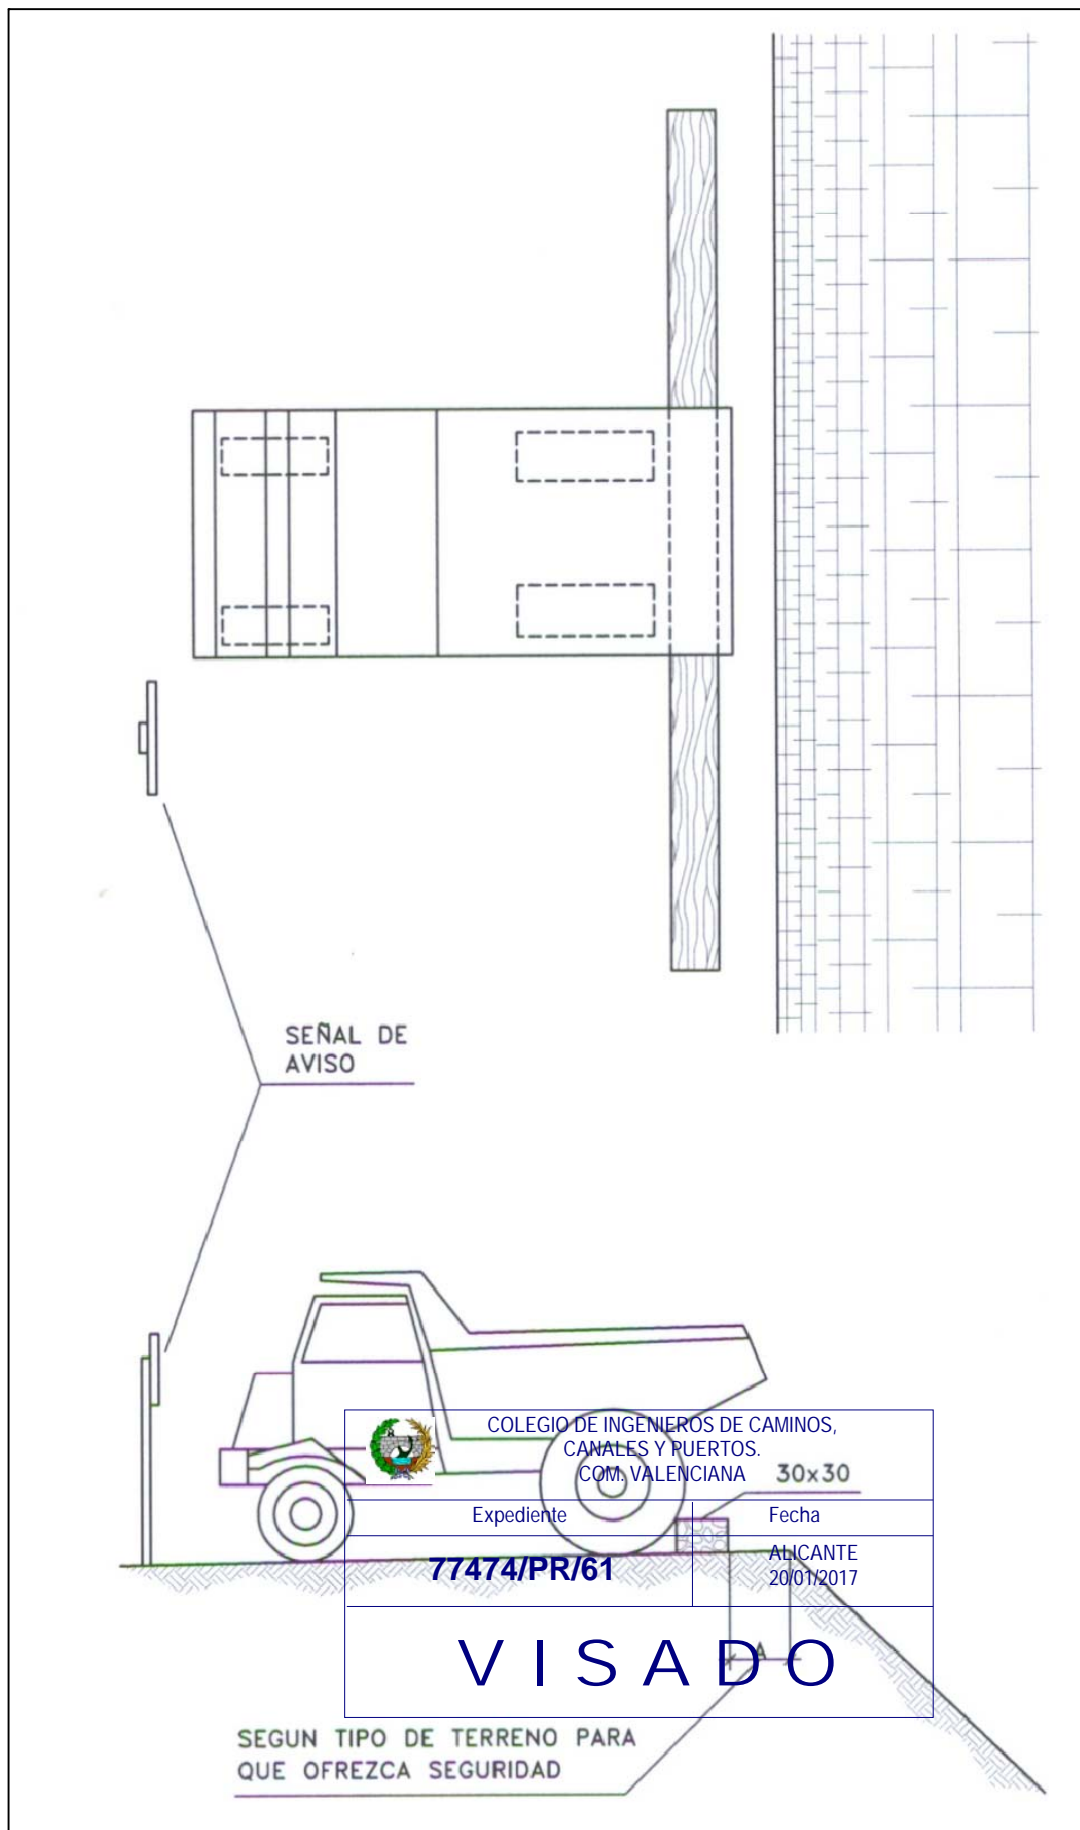 SEÑAL DE
AVISO
COLEGIO DE INGENIEROS DE CAMINOS,
CANALES Y PUERTOS.
COM. VALENCIANA
30x30
Expediente
Fecha
77474/PR/61
ALICANTE
20/01/2017
VISADO
A
SEGUN TIPO DE TERRENO PARA
QUE OFREZCA SEGURIDAD